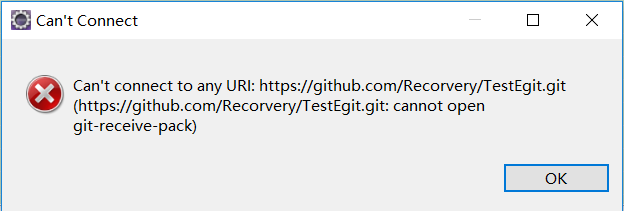 Can't Connect
Can't connect to any URI: https://github.com/Recorvery/TestEgit.git
(https://github.com/Recorvery/TestEgit.git: cannot open
git-receive-pack)
OK